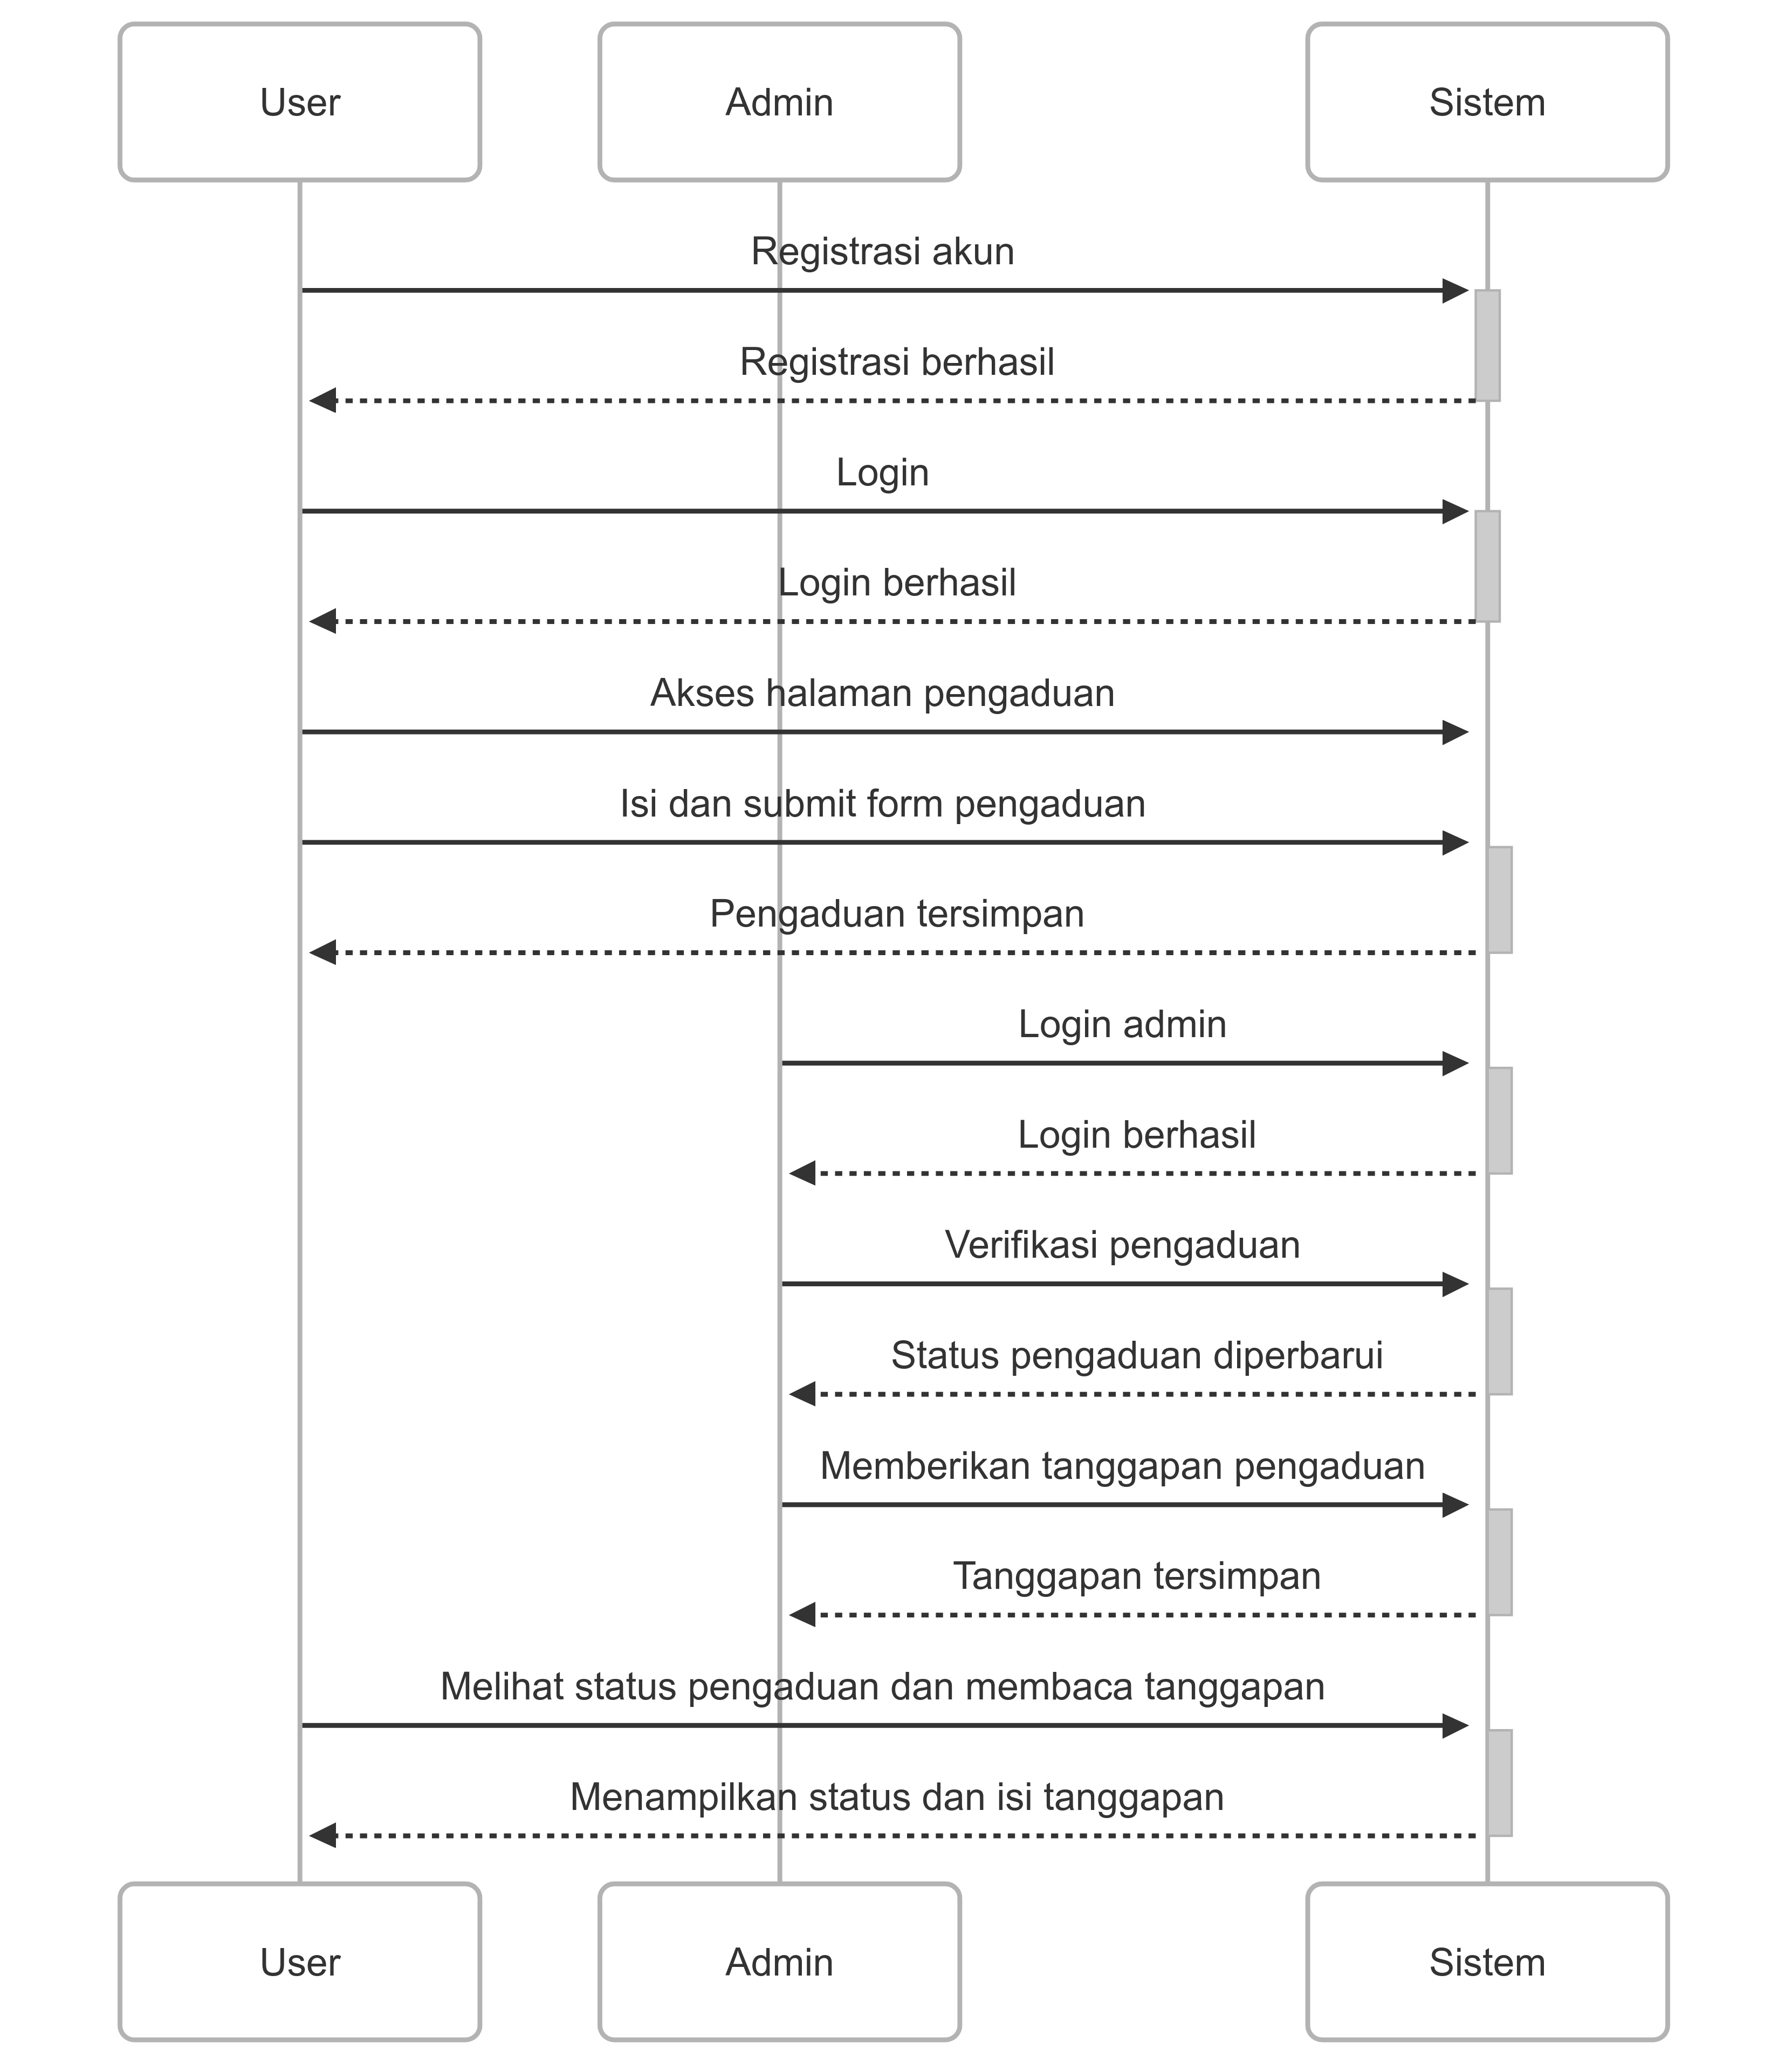 User
Admin
Sistem
Registrasi akun
Registrasi berhasil
Login
Login berhasil
Akses halaman pengaduan
Isi dan submit form pengaduan
Pengaduan tersimpan
Login admin
Login berhasil
Verifikasi pengaduan
Status pengaduan diperbarui
Memberikan tanggapan pengaduan
Tanggapan tersimpan
Melihat status pengaduan dan membaca tanggapan
Menampilkan status dan isi tanggapan
User
Admin
Sistem